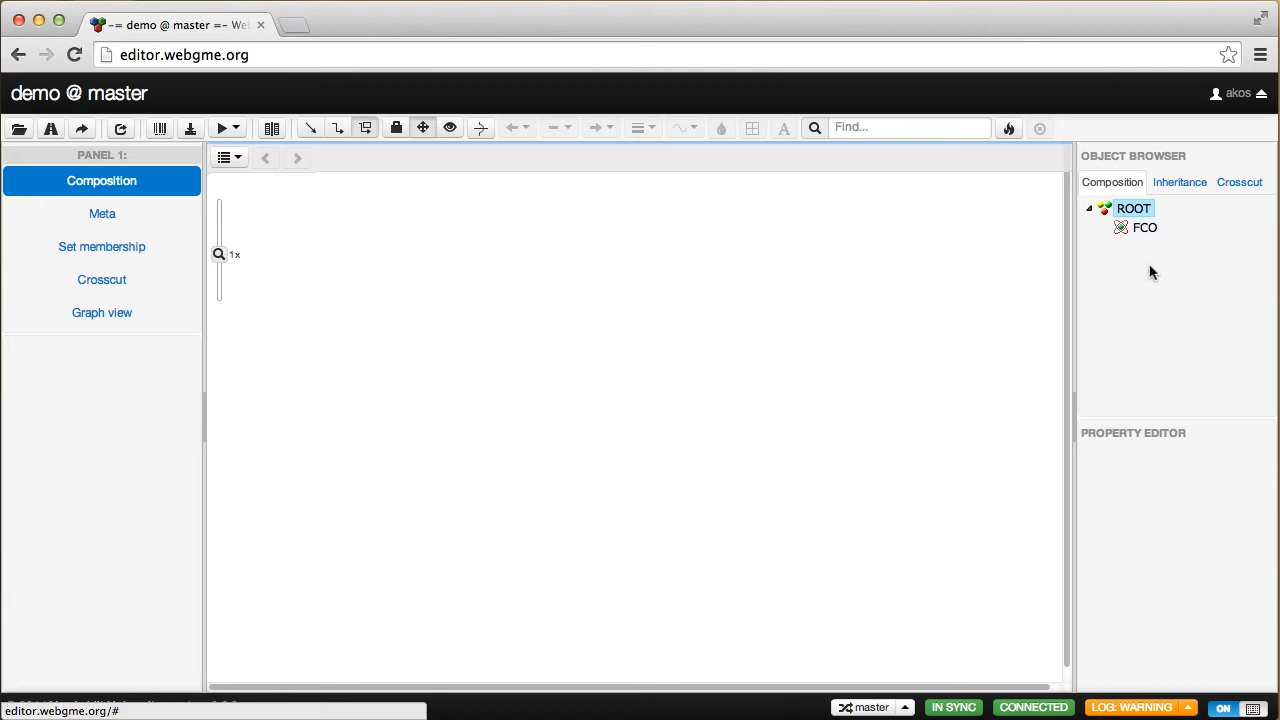 -= demo @ master =- We
editor.webgme.org
demo @ master
akos
Find...
PANEL 1:
Composition
Meta
Set membership
Crosscut
Graph view
1x
OBJECT BROWSER
Composition
Inheritance
Crosscut
ROOT
FCO
PROPERTY EDITOR
editor.webgme.org/#
master
IN SYNC
CONNECTED
LOG: WARNING
ON